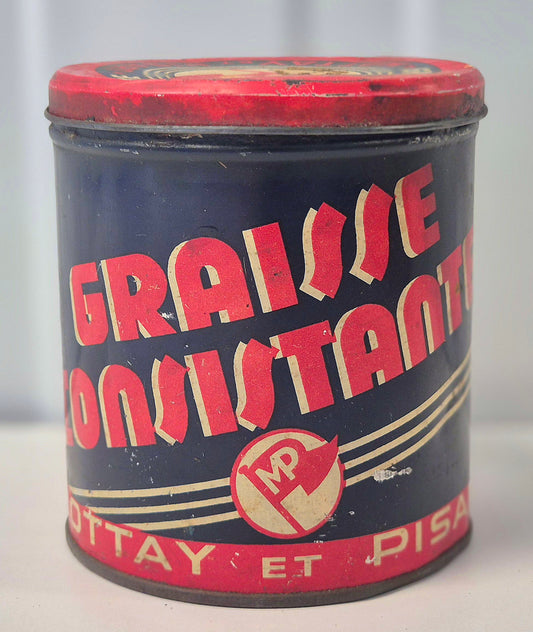 GRAISSE
CONSISTANTE
MP
OTTAY ET PISA